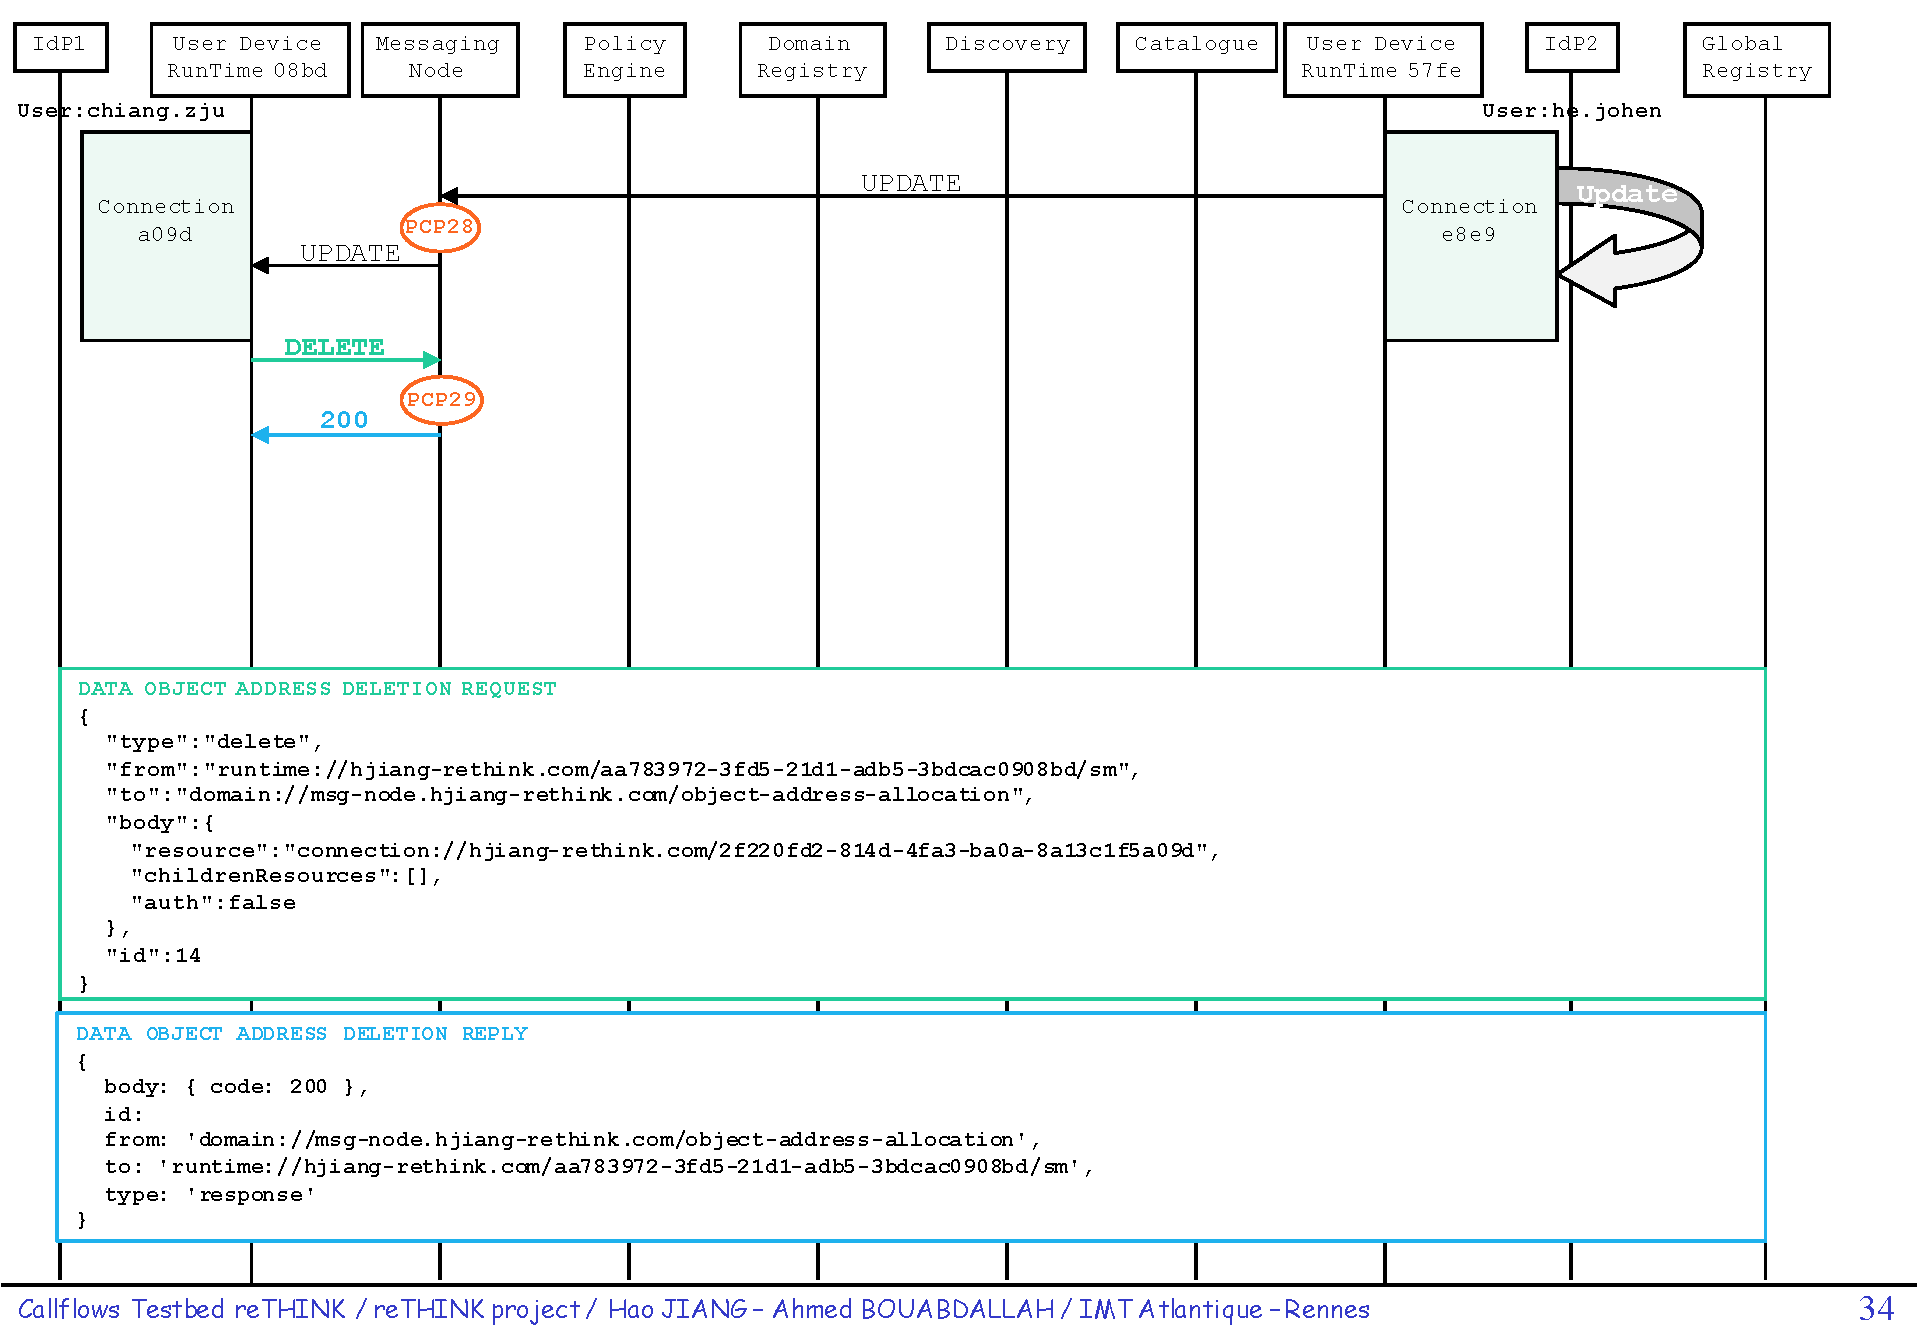 IdP1
User Device
RunTime 08bd
Messaging
Node
Policy
Engine
Domain
Registry
Discovery
Catalogue
User Device
RunTime 57fe
IdP2
Global
Registry
User:chiang.zju
User:he.johen
Connection
a09d
UPDATE
PCP28
UPDATE
Connection
e8e9
Update
DELETE
PCP29
200
DATA OBJECT ADDRESS DELETION REQUEST
{
"type":"delete",
"from":"runtime://hjiang-rethink.com/aa783972-3fd5-21d1-adb5-3bdcac0908bd/sm",
"to":"domain://msg-node.hjiang-rethink.com/object-address-allocation",
"body":{
"resource":"connection://hjiang-rethink.com/2f220fd2-814d-4fa3-ba0a-8a13c1f5a09d",
"childrenResources":[],
"auth":false
},
"id":14
}
DATA OBJECT ADDRESS DELETION REPLY
{
body: { code: 200 },
id:
from: 'domain://msg-node.hjiang-rethink.com/object-address-allocation',
to: 'runtime://hjiang-rethink.com/aa783972-3fd5-21d1-adb5-3bdcac0908bd/sm',
type: 'response'
}
Callflows Testbed reTHINK / reTHINK project / Hao JIANG – Ahmed BOUABDALLAH / IMT Atlantique – Rennes
34